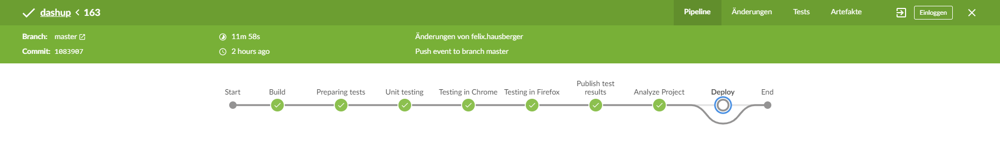 dashup < 163 Pipeline Änderungen Tests Artefakte Einloggen
Branch: master 11m 58s Änderungen von felix.hausberger
Commit: 1083907 2 hours ago Push event to branch master
Start Build Preparing tests Unit testing Testing in Chrome Testing in Firefox Publish test results Analyze Project Deploy End